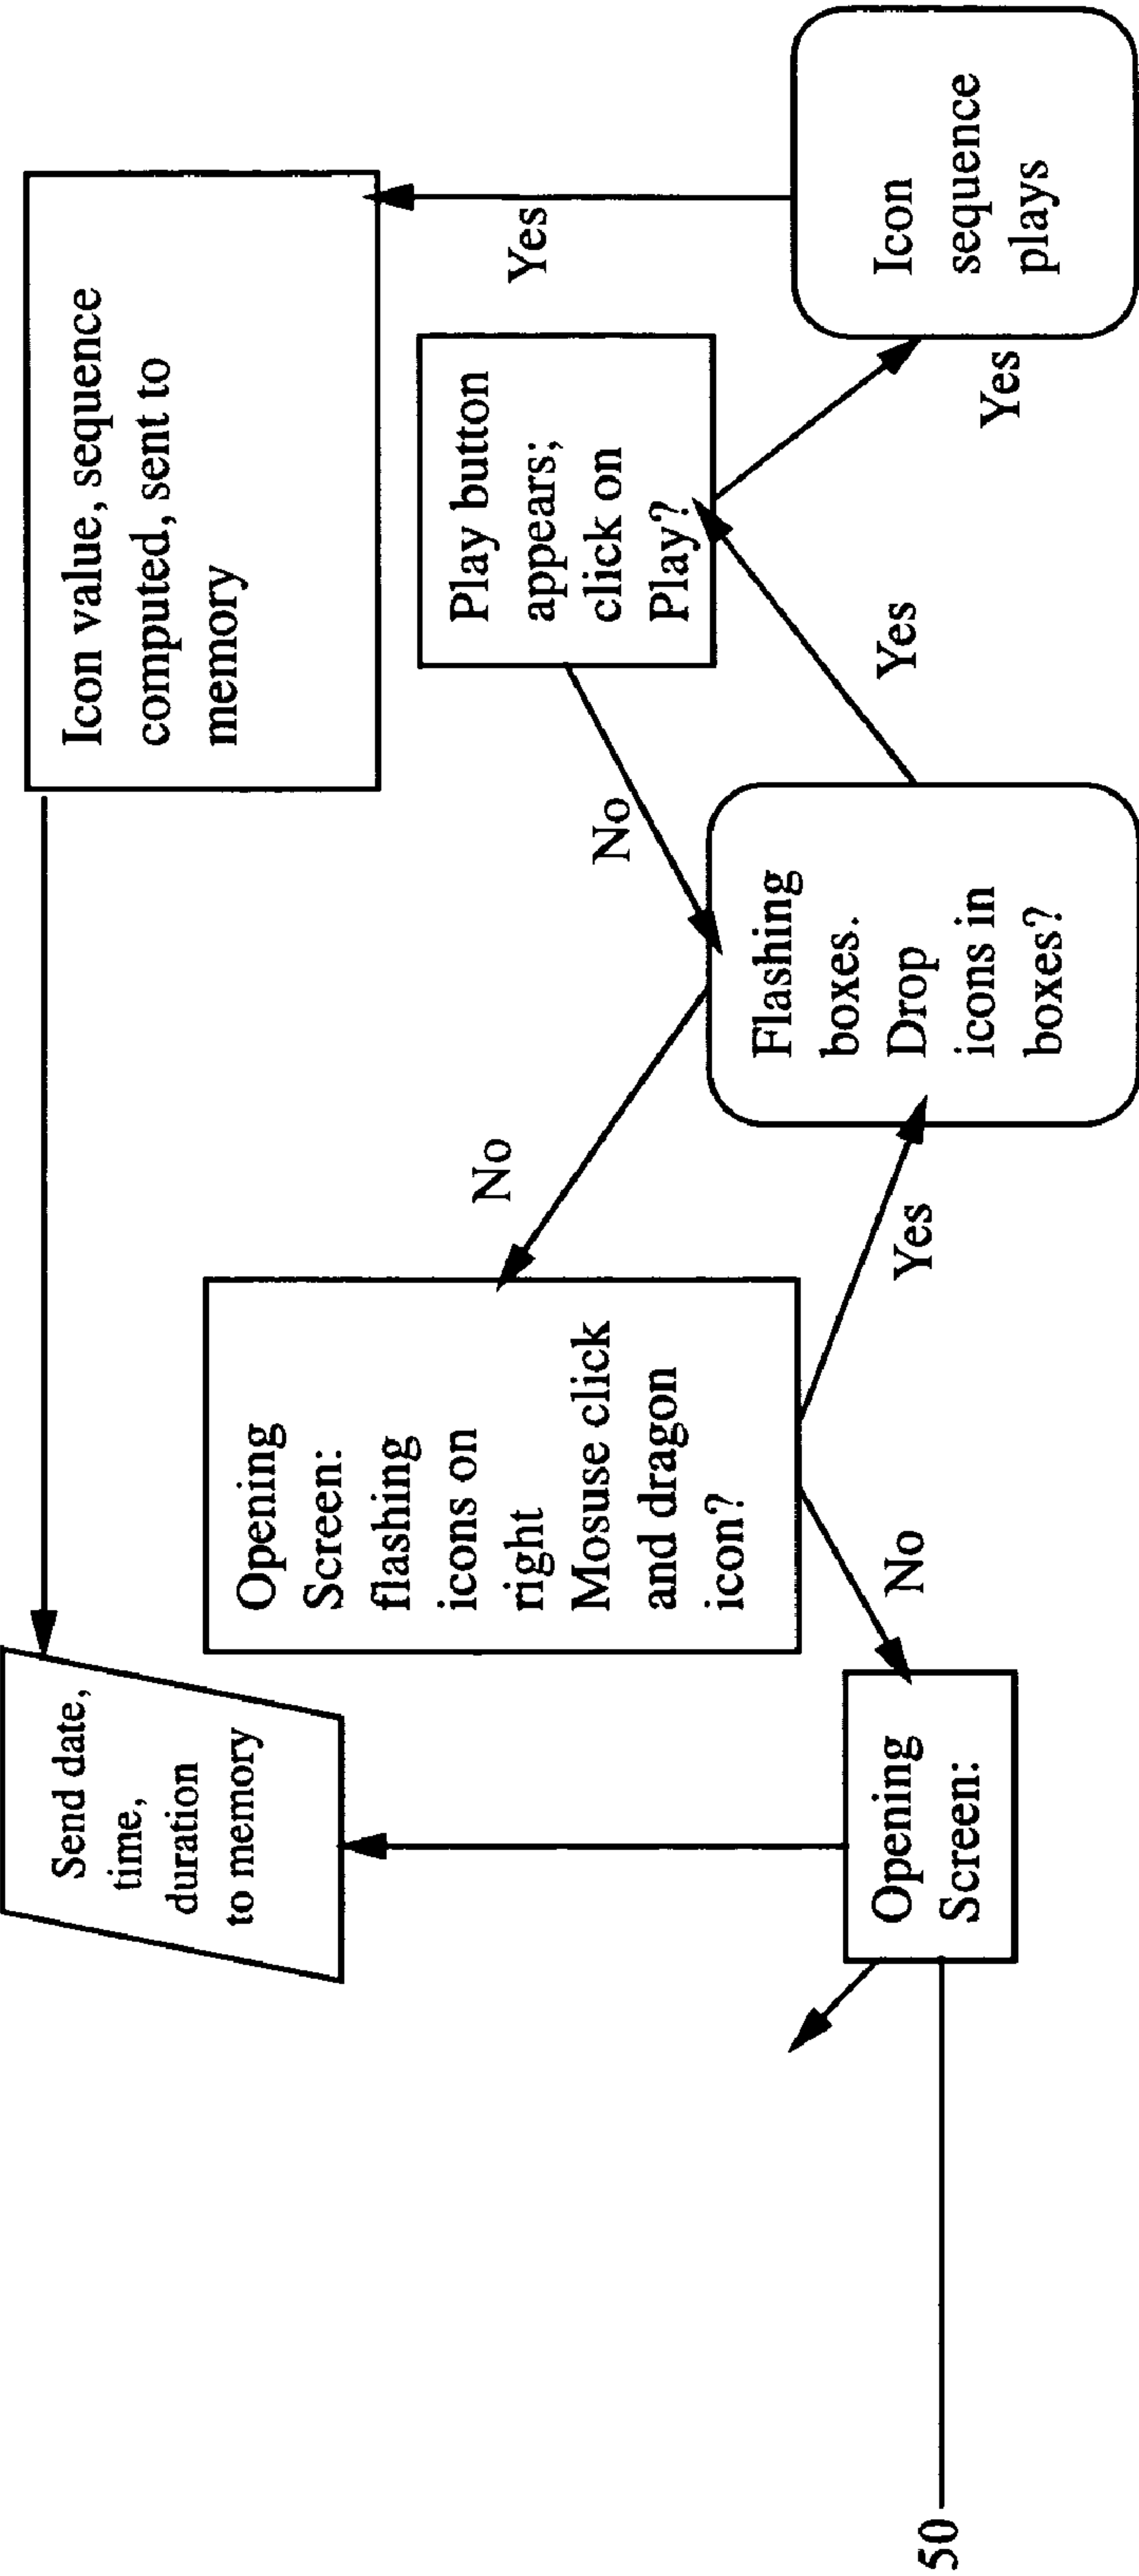 Send date,
time,
duration
to memory
Icon value, sequence
computed, sent to
memory
Opening
Screen:
flashing
icons on
right
Mosuse click
and dragon
icon?
No
No
Play button
appears;
click on
Play?
Yes
50
Opening
Screen:
No
Yes
Flashing
boxes.
Drop
icons in
boxes?
Yes
Yes
Icon
sequence
plays